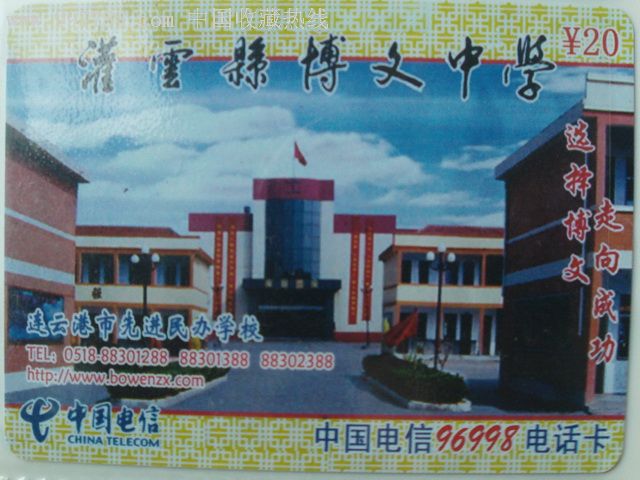 中国收藏热线
¥20
灌雲縣博文中學
选择博文
走向成功
连云港市先进民办学校
TEL: 0518-88301288 88301388 88302388
http://www.bowenzx.com
中国电信
CHINA TELECOM
中国电信96998电话卡